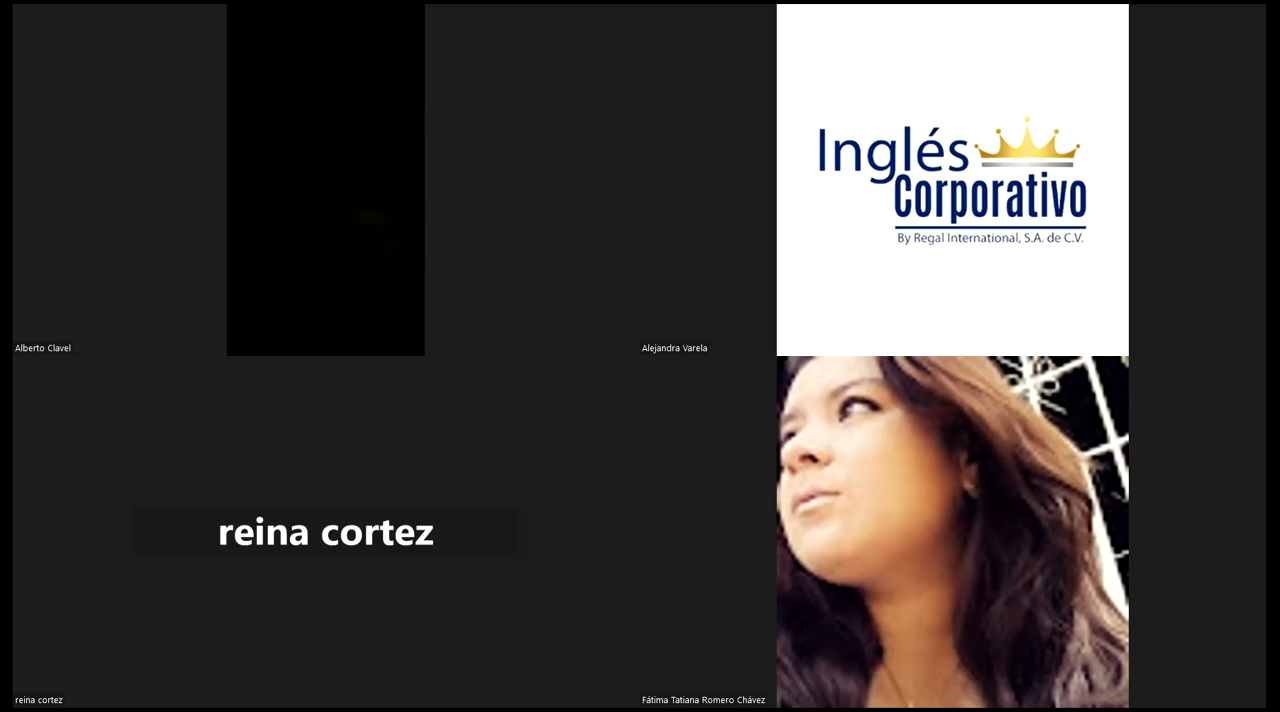 Inglés
Corporativo
By Regal International, S.A. de C.V.
Alberto Clavel
Alejandra Varela
reina cortez
reina cortez
Fátima Tatiana Romero Chávez